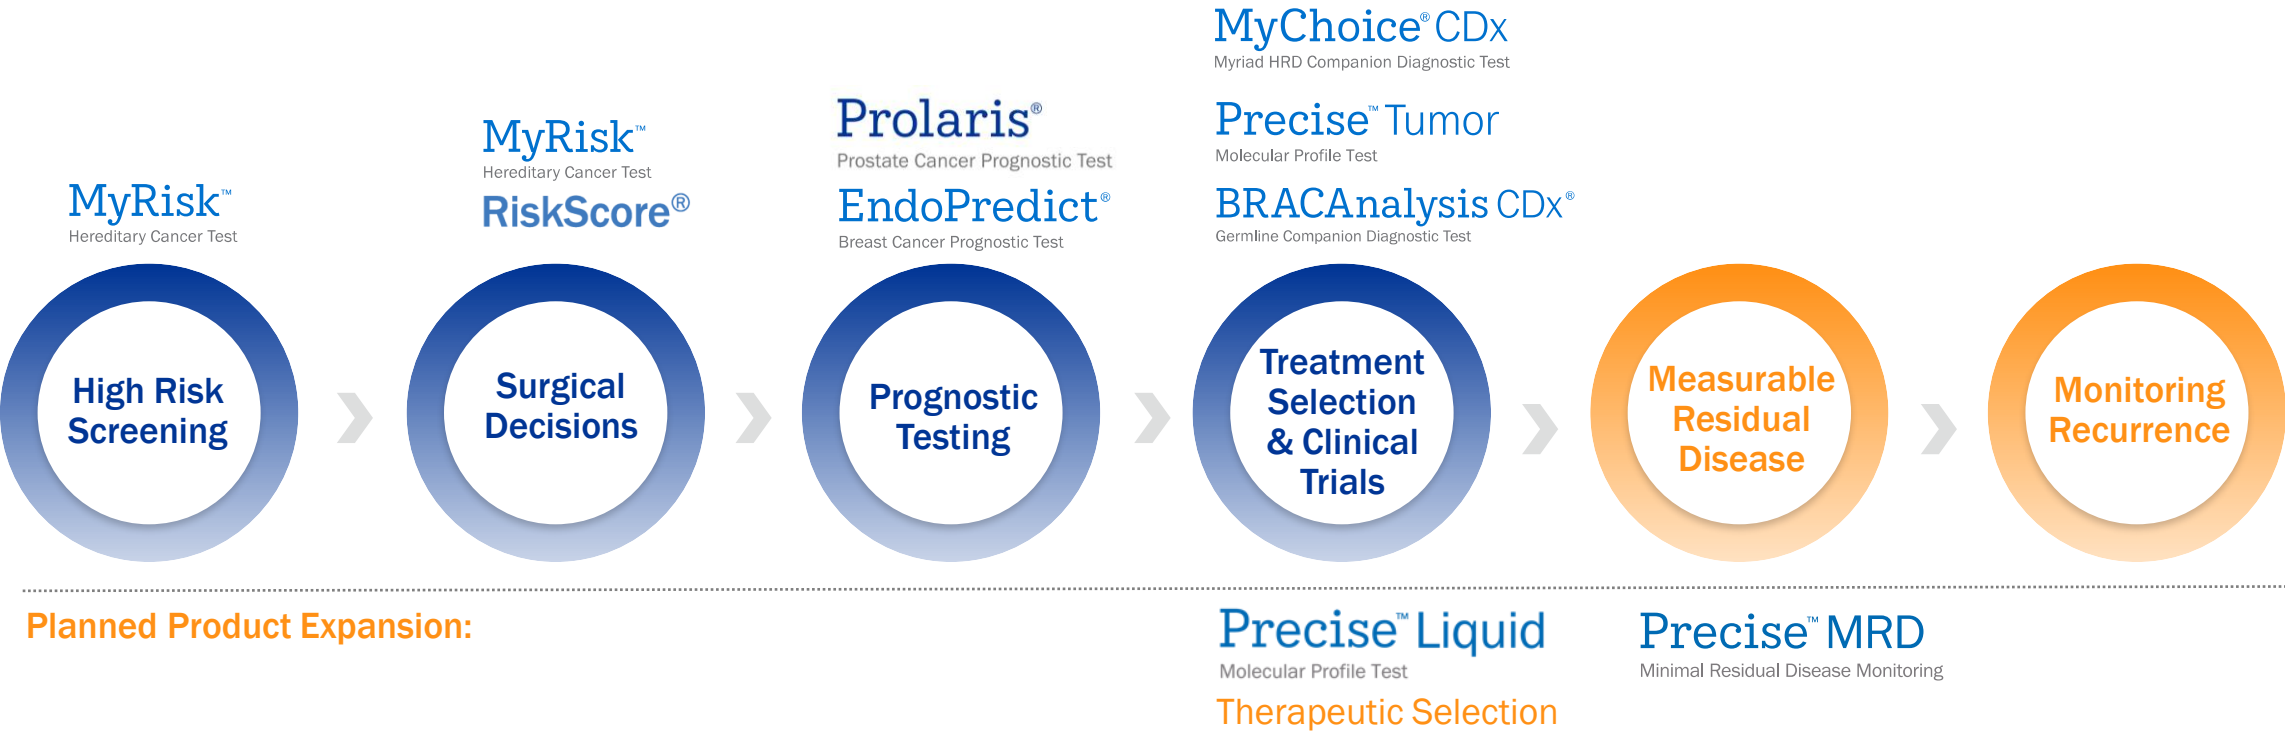 MyRisk™
Hereditary Cancer Test
MyRisk™
Hereditary Cancer Test
RiskScore®
Prolaris®
Prostate Cancer Prognostic Test
EndoPredict®
Breast Cancer Prognostic Test
MyChoice® CDx
Myriad HRD Companion Diagnostic Test
Precise™ Tumor
Molecular Profile Test
BRACAnalysis CDx®
Germline Companion Diagnostic Test
High Risk
Screening
Surgical
Decisions
Prognostic
Testing
Treatment
Selection
& Clinical
Trials
Measurable
Residual
Disease
Monitoring
Recurrence
Planned Product Expansion:
Precise™ Liquid
Molecular Profile Test
Therapeutic Selection
Precise™ MRD
Minimal Residual Disease Monitoring